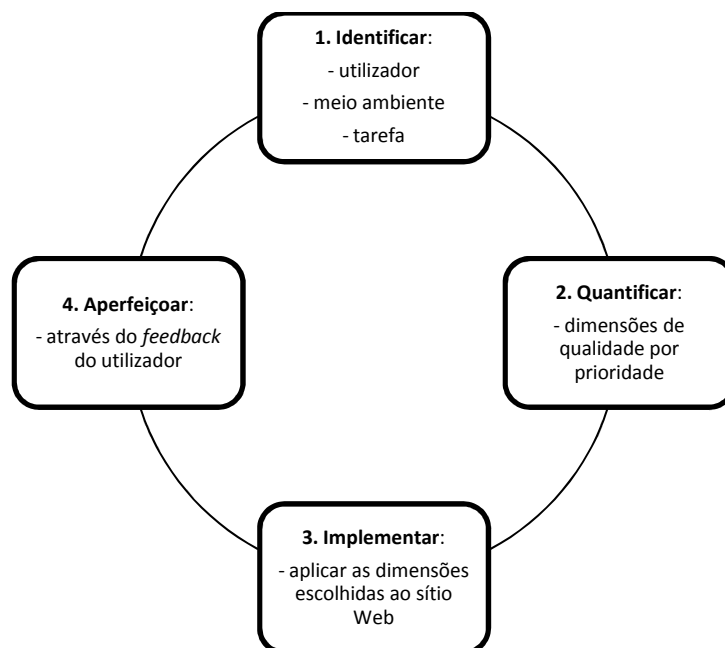 1. Identificar:
- utilizador
- meio ambiente
- tarefa
2. Quantificar:
- dimensões de
qualidade por
prioridade
3. Implementar:
- aplicar as dimensões
escolhidas ao sítio
Web
4. Aperfeiçoar:
- através do feedback
do utilizador